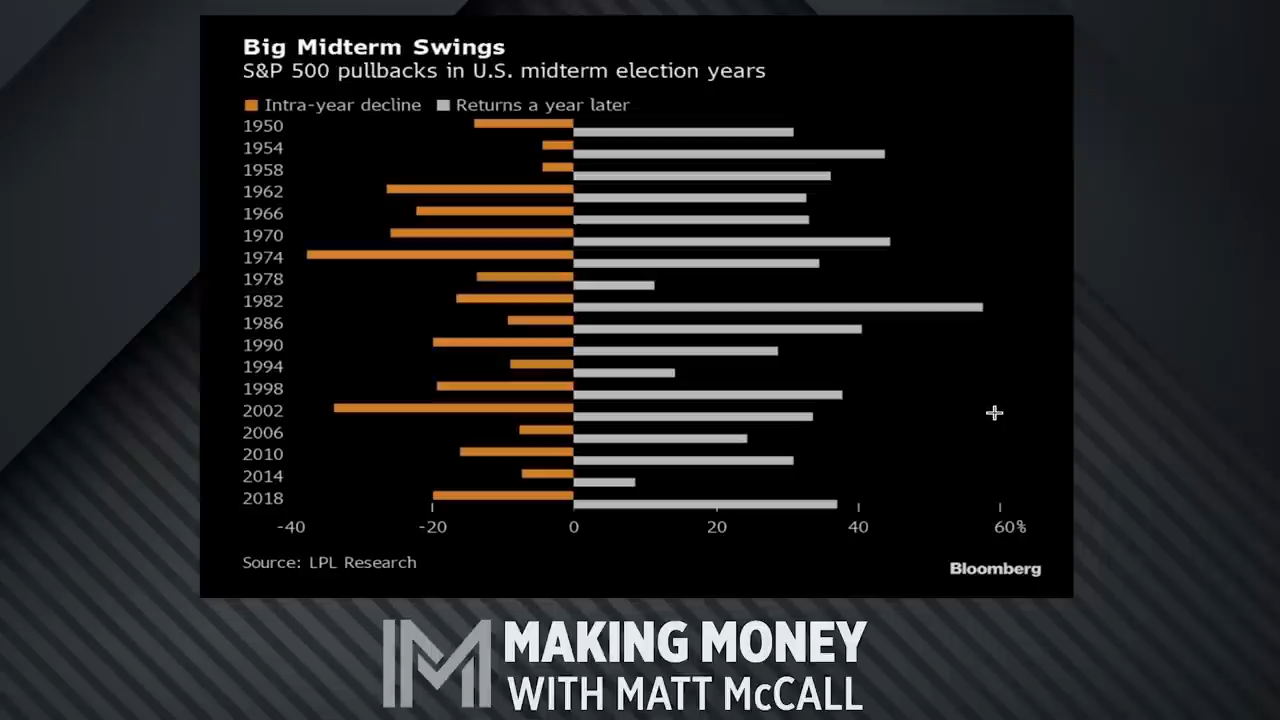 Big Midterm Swings
S&P 500 pullbacks in U.S. midterm election years
Intra-year decline Returns a year later
1950
1954
1958
1962
1966
1970
1974
1978
1982
1986
1990
1994
1998
2002
2006
2010
2014
2018
-40 -20 0 20 40 60%
Source: LPL Research
Bloomberg
MAKING MONEY
WITH MATT McCALL